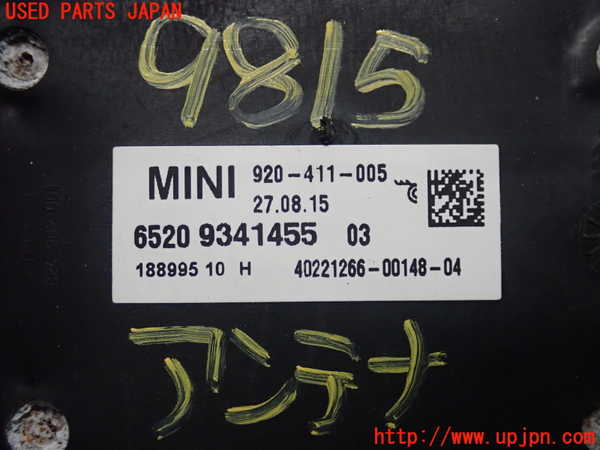 USED PARTS JAPAN
9815
MINI 920-411-005
27.08.15
6520 9341455 03
188995 10 H 40221266-00148-04
アンテナ
http://www.upjpn.com/